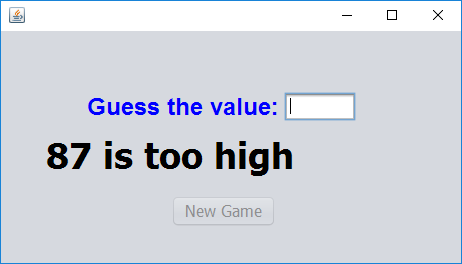 Guess the value:
87 is too high
New Game